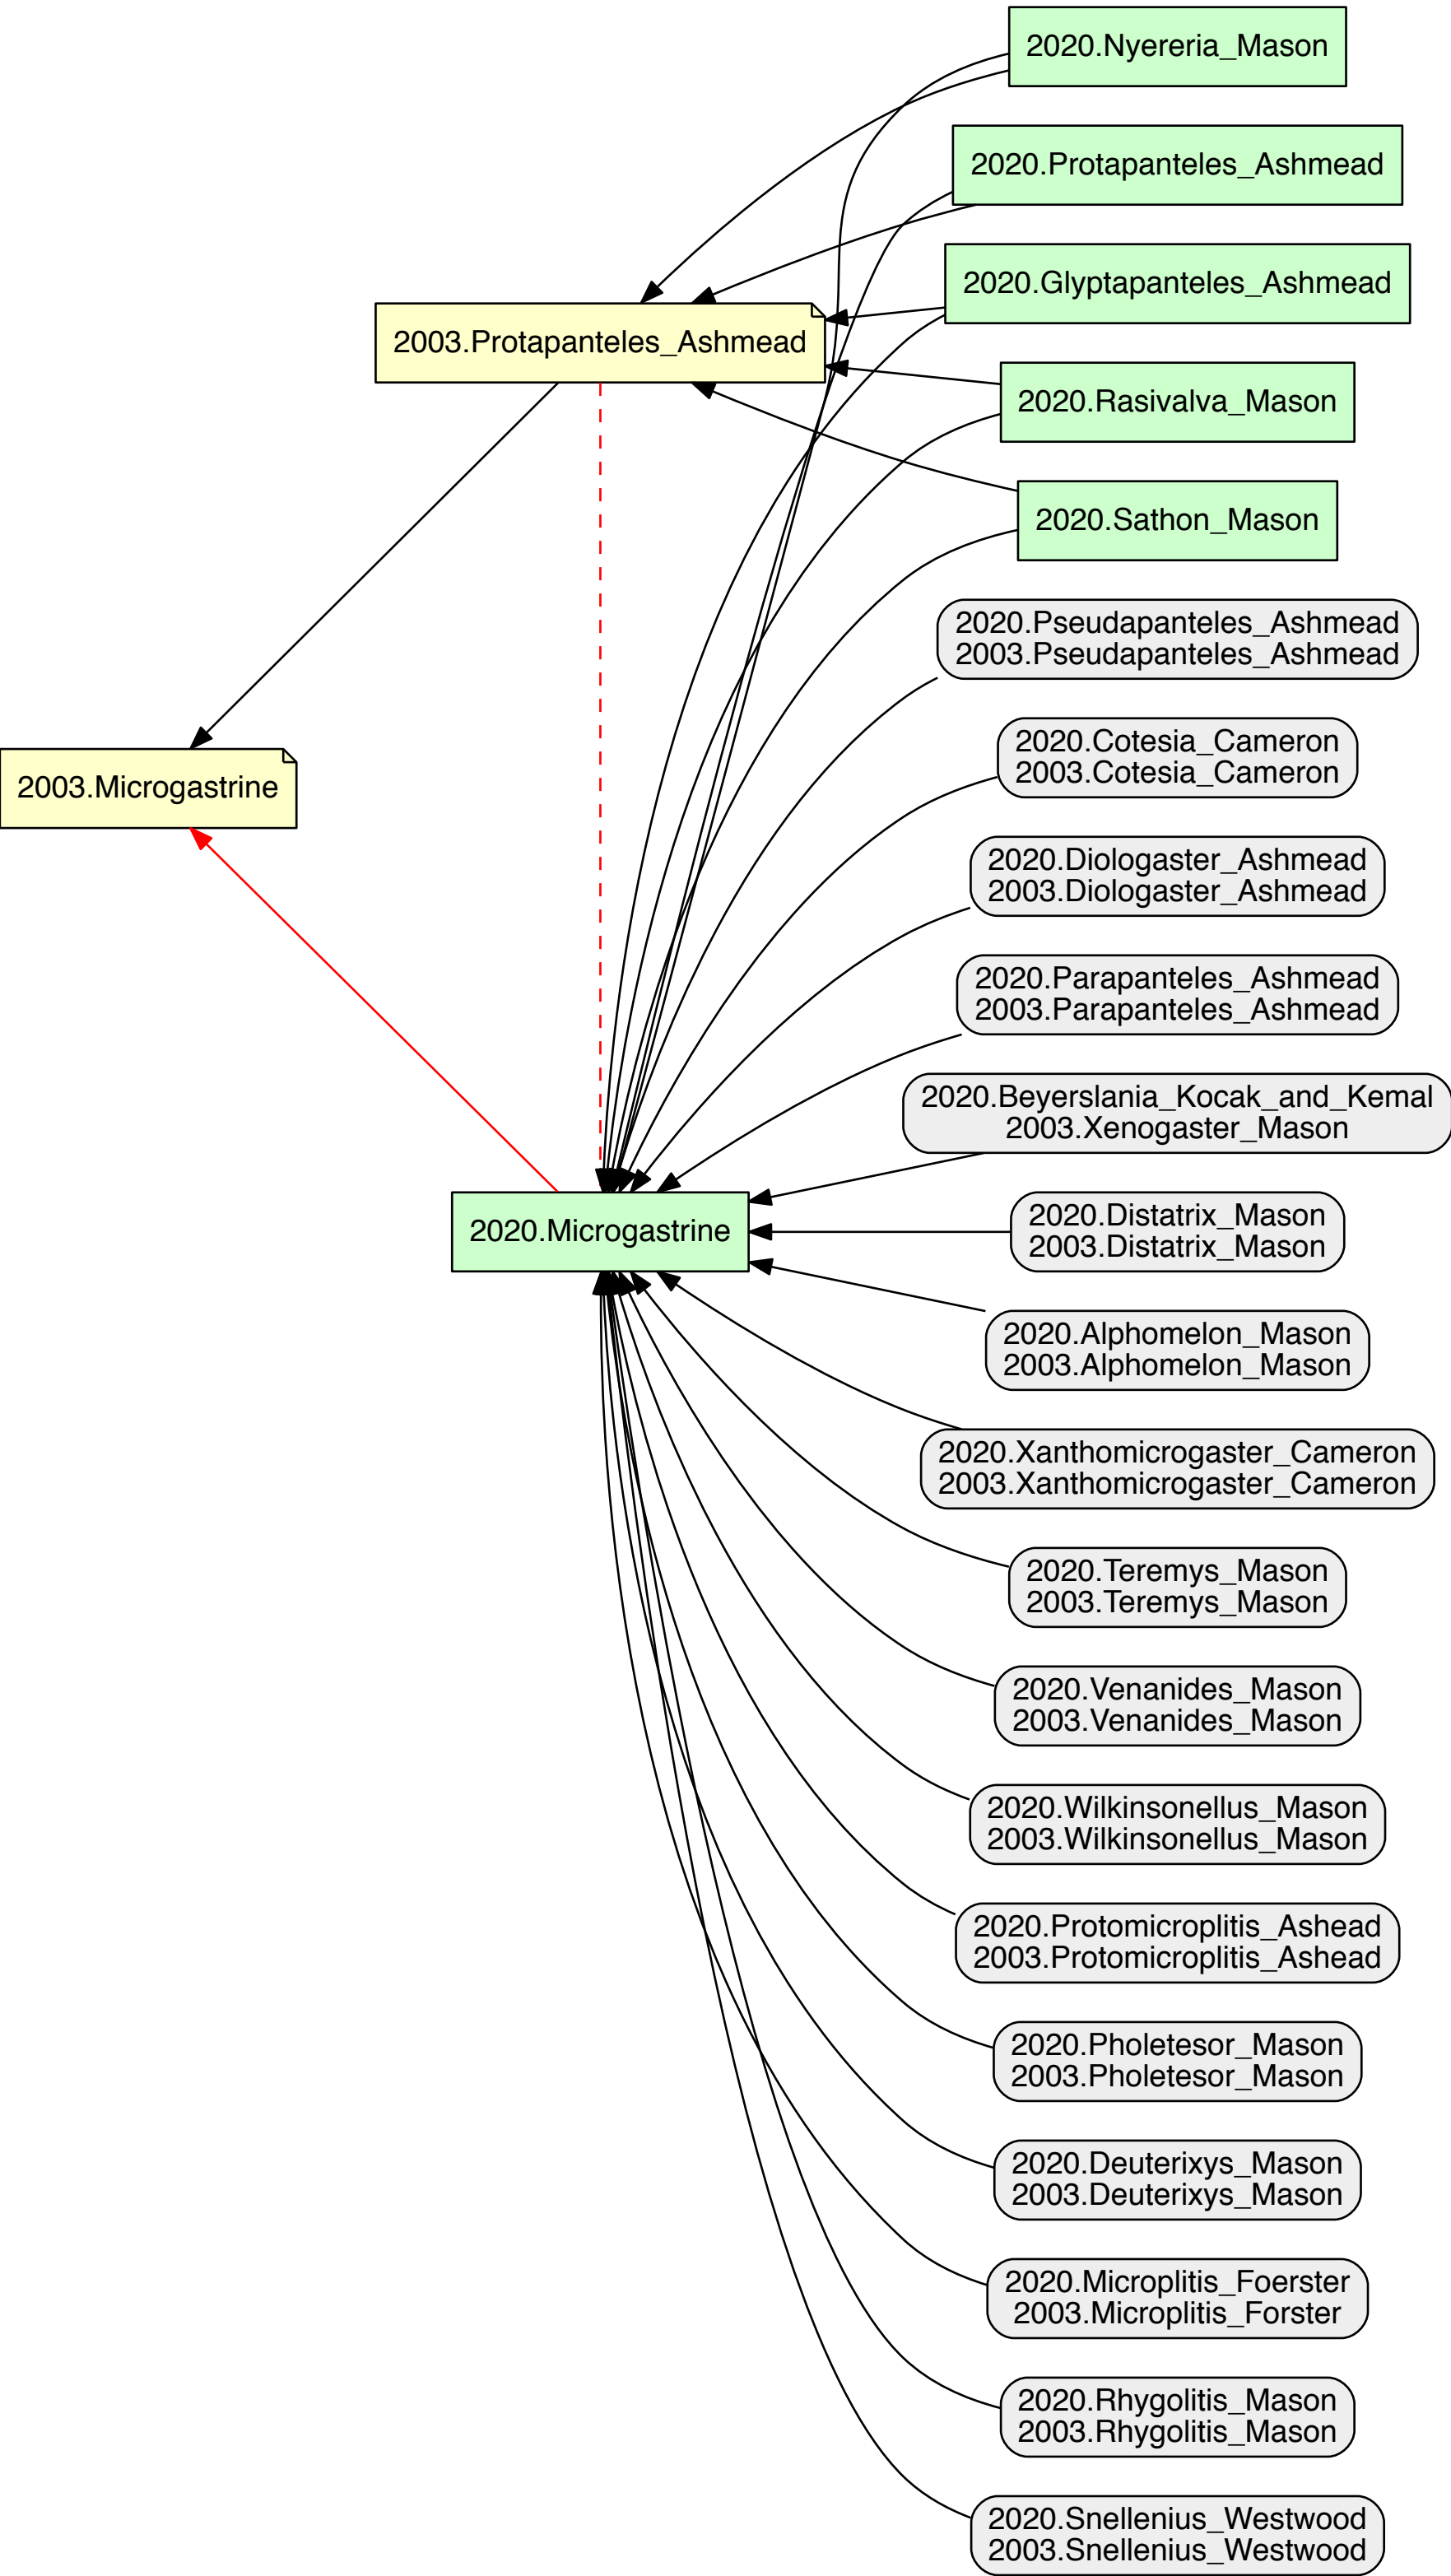 2020.Nyereria_Mason
2020.Protapanteles_Ashmead
2020.Glyptapanteles_Ashmead
2003.Protapanteles_Ashmead
2020.Rasivalva_Mason
2020.Sathon_Mason
2020.Pseudapanteles_Ashmead
2003.Pseudapanteles_Ashmead
2020.Cotesia_Cameron
2003.Cotesia_Cameron
2003.Microgastrine
2020.Diologaster_Ashmead
2003.Diologaster_Ashmead
2020.Parapanteles_Ashmead
2003.Parapanteles_Ashmead
2020.Beyerslania_Kocak_and_Kemal
2003.Xenogaster_Mason
2020.Microgastrine
2020.Distatrix_Mason
2003.Distatrix_Mason
2020.Alphomelon_Mason
2003.Alphomelon_Mason
2020.Xanthomicrogaster_Cameron
2003.Xanthomicrogaster_Cameron
2020.Teremys_Mason
2003.Teremys_Mason
2020.Venanides_Mason
2003.Venanides_Mason
2020.Wilkinsonellus_Mason
2003.Wilkinsonellus_Mason
2020.Protomicroplitis_Ashead
2003.Protomicroplitis_Ashead
2020.Pholetesor_Mason
2003.Pholetesor_Mason
2020.Deuterixys_Mason
2003.Deuterixys_Mason
2020.Microplitis_Foerster
2003.Microplitis_Forster
2020.Rhygolitis_Mason
2003.Rhygolitis_Mason
2020.Snellenius_Westwood
2003.Snellenius_Westwood